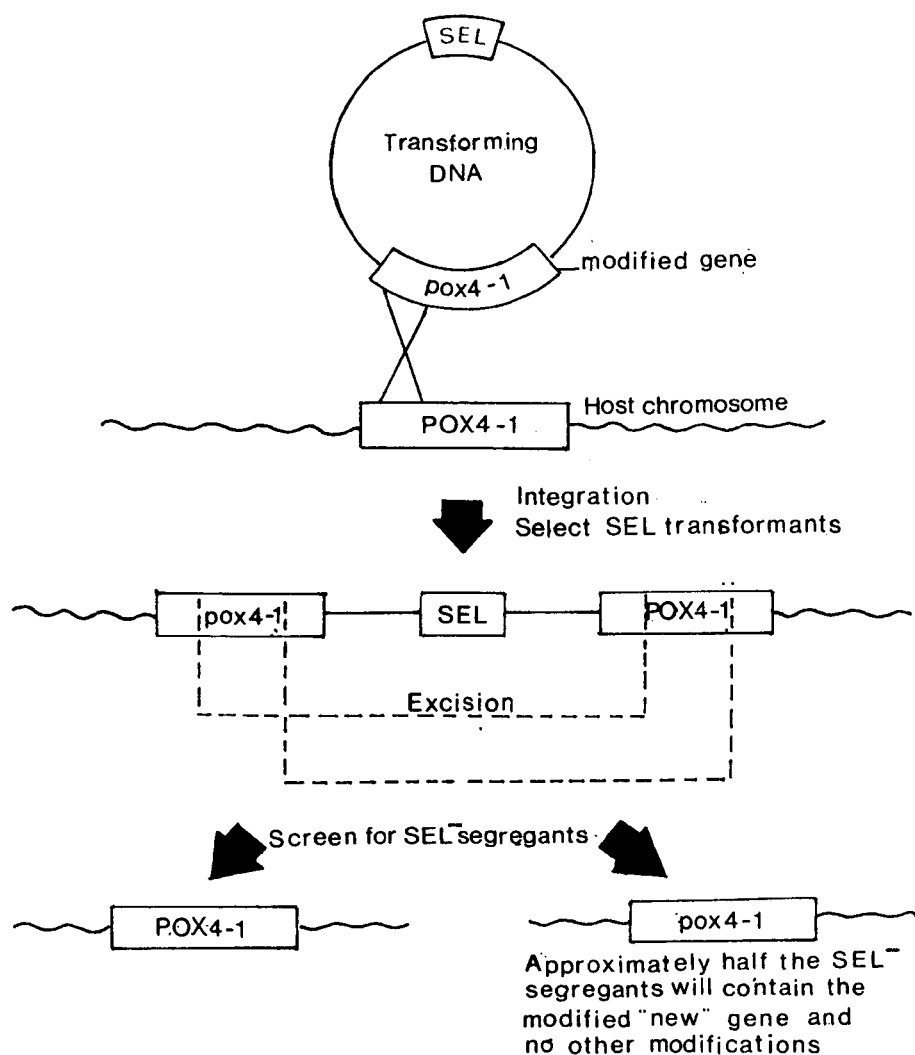 SEL
Transforming
DNA
modified gene
pox4-1
Host chromosome
POX4-1
Integration
Select SEL transformants
pox4-1
SEL
POX4-1
Excision
Screen for SEL⁻ segregants
POX4-1
pox4-1
Approximately half the SEL⁻
segregants will contain the
modified "new" gene and
no other modifications